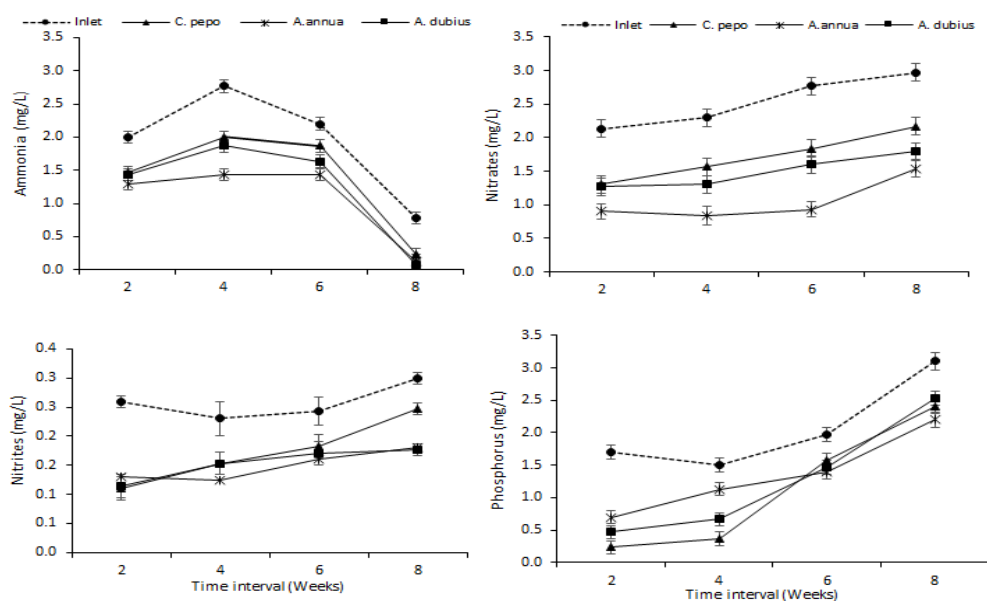 Inlet C. pepo A.annua A. dubius
Ammonia (mg/L)
3.5
3.0
2.5
2.0
1.5
1.0
0.5
0.0
2 4 6 8
Inlet C. pepo A.annua A. dubius
Nitrates (mg/L)
3.5
3.0
2.5
2.0
1.5
1.0
0.5
0.0
2 4 6 8
Nitrites (mg/L)
0.4
0.3
0.3
0.2
0.2
0.1
0.1
0.0
2 4 6 8
Time interval (Weeks)
Phosphorus (mg/L)
3.5
3.0
2.5
2.0
1.5
1.0
0.5
0.0
2 4 6 8
Time interval (Weeks)